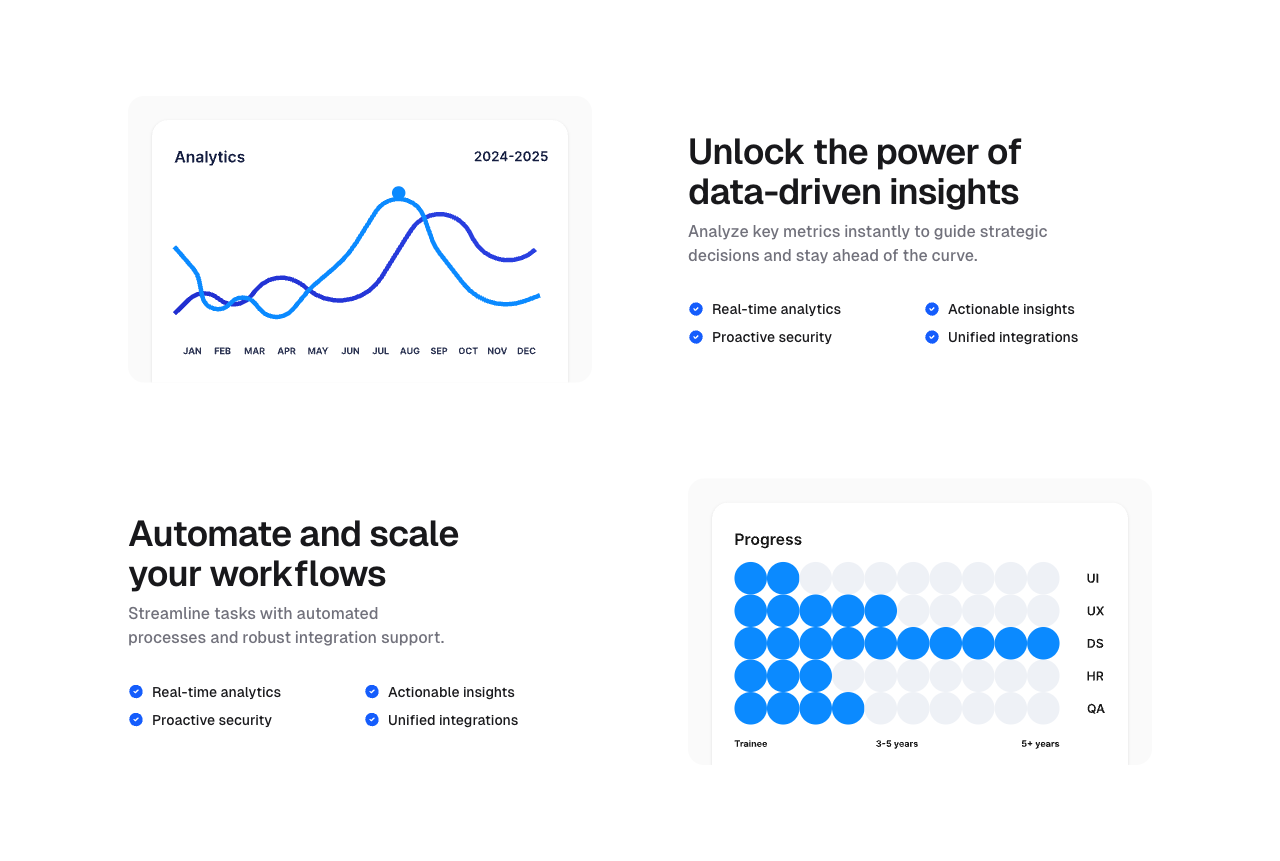 Analytics 2024-2025
JAN FEB MAR APR MAY JUN JUL AUG SEP OCT NOV DEC
Unlock the power of
data-driven insights
Analyze key metrics instantly to guide strategic
decisions and stay ahead of the curve.
Real-time analytics Actionable insights
Proactive security Unified integrations
Automate and scale
your workflows
Streamline tasks with automated
processes and robust integration support.
Real-time analytics Actionable insights
Proactive security Unified integrations
Progress
UI
UX
DS
HR
QA
Trainee 3-5 years 5+ years